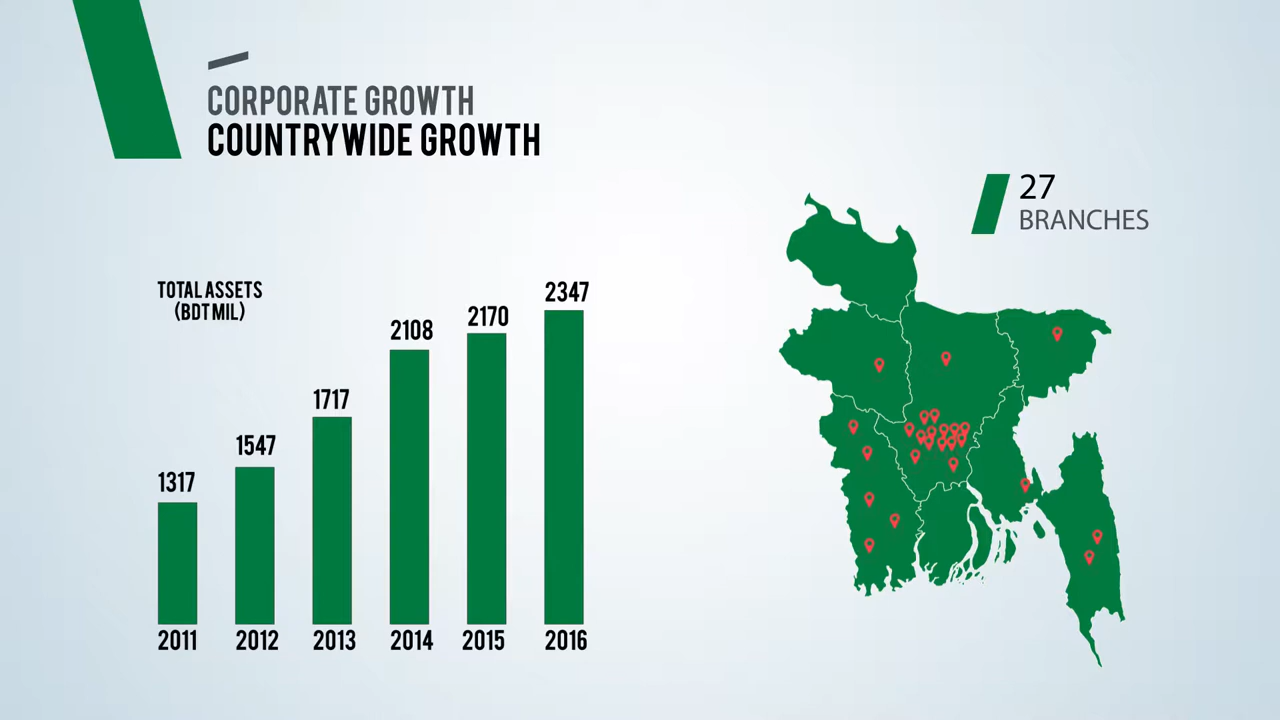 CORPORATE GROWTH
COUNTRYWIDE GROWTH
27
BRANCHES
TOTAL ASSETS
(BDT MIL)
1317
1547
1717
2108
2170
2347
2011
2012
2013
2014
2015
2016